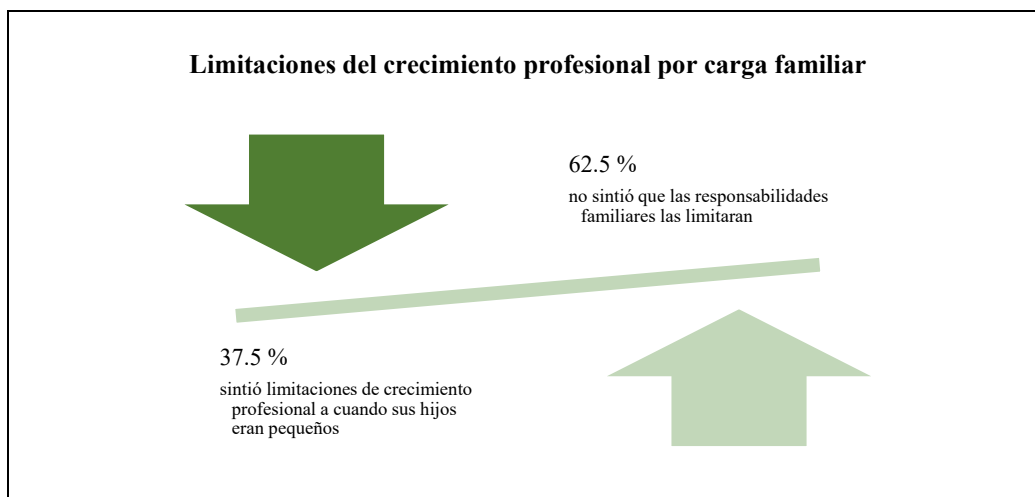 Limitaciones del crecimiento profesional por carga familiar
62.5 %
no sintió que las responsabilidades
familiares las limitaran
37.5 %
sintió limitaciones de crecimiento
profesional a cuando sus hijos
eran pequeños